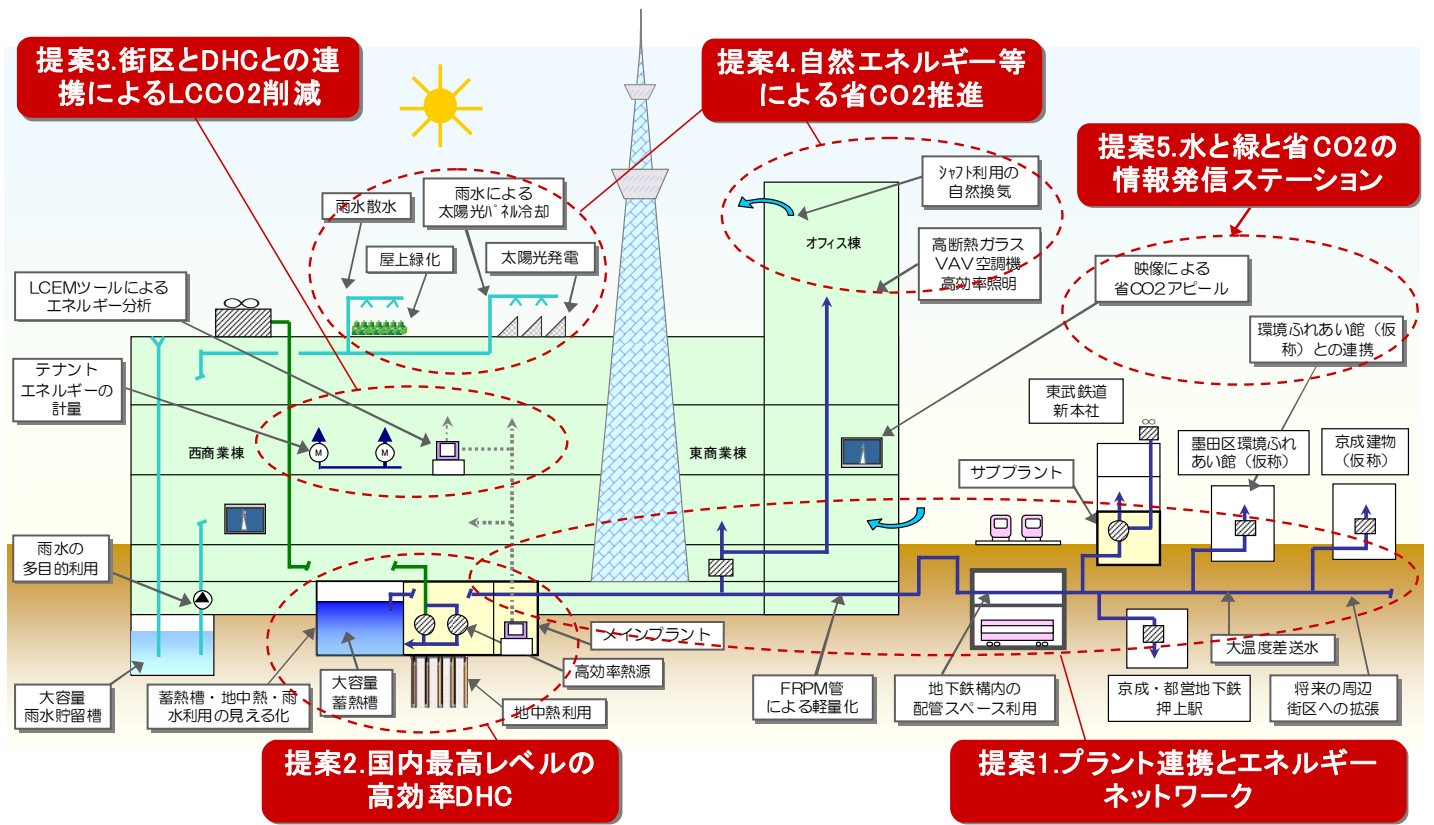 提案3.街区とDHCとの連
携によるLCCO2削減
提案4.自然エネルギー等
による省CO2推進
提案5.水と緑と省CO2の
情報発信ステーション
雨水散水
雨水による
太陽光ﾊﾟﾈﾙ冷却
屋上緑化
太陽光発電
ｼｬﾌﾄ利用の
自然換気
オフィス棟
高断熱ガラス
VAV空調機
高効率照明
映像による
省CO2アピール
環境ふれあい館（仮
称）との連携
LCEMツールによる
エネルギー分析
テナント
エネルギーの
計量
西商業棟
M
M
東商業棟
東武鉄道
新本社
サブプラント
墨田区環境ふれ
あい館（仮称）
京成建物
（仮称）
雨水の
多目的利用
大容量
雨水貯留槽
蓄熱槽・地中熱・雨
水利用の見える化
大容量
蓄熱槽
メインプラント
高効率熱源
地中熱利用
FRPM管
による軽量化
地下鉄構内の
配管スペース利用
京成・都営地下鉄
押上駅
大温度差送水
将来の周辺
街区への拡張
提案2.国内最高レベルの
高効率DHC
提案1.プラント連携とエネルギー
ネットワーク